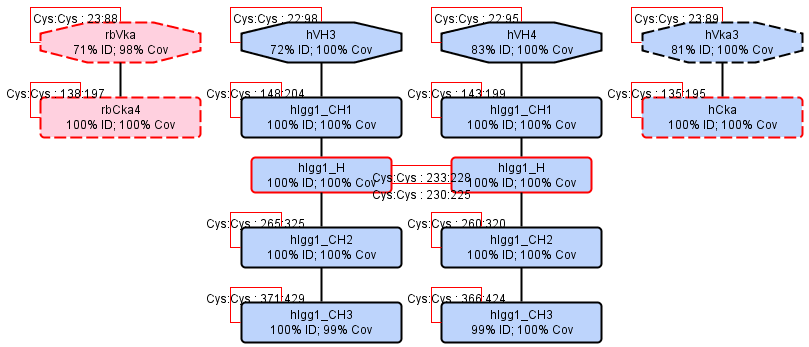 Cys:Cys : 23:88
rbVka
71% ID; 98% Cov
Cys:Cys : 22:98
hVH3
72% ID; 100% Cov
Cys:Cys : 22:95
hVH4
83% ID; 100% Cov
Cys:Cys : 23:89
hVka3
81% ID; 100% Cov
Cys:Cys : 138:197
rbCka4
100% ID; 100% Cov
Cys:Cys : 148:204
hIgg1_CH1
100% ID; 100% Cov
Cys:Cys : 143:199
hIgg1_CH1
100% ID; 100% Cov
Cys:Cys : 135:195
hCka
100% ID; 100% Cov
hIgg1_H
100% ID; 100% Cov
Cys:Cys : 233:228
Cys:Cys : 230:225
hIgg1_H
100% ID; 100% Cov
Cys:Cys : 265:325
hIgg1_CH2
100% ID; 100% Cov
Cys:Cys : 260:320
hIgg1_CH2
100% ID; 100% Cov
Cys:Cys : 371:429
hIgg1_CH3
100% ID; 99% Cov
Cys:Cys : 366:424
hIgg1_CH3
99% ID; 100% Cov